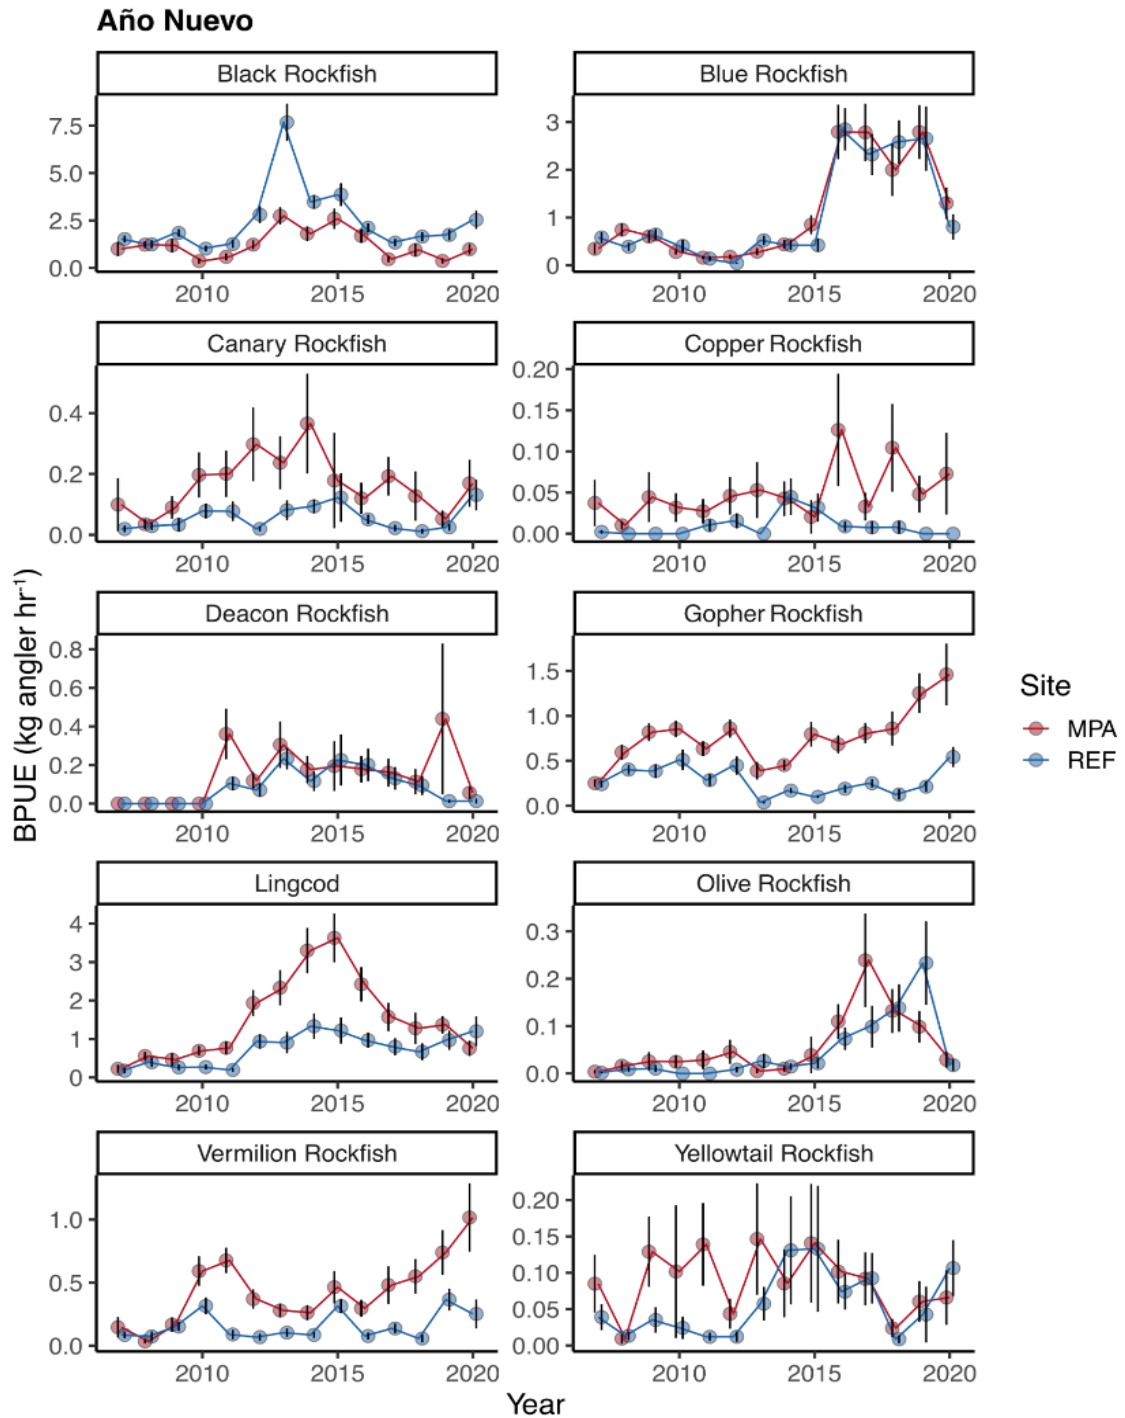 Año Nuevo
Black Rockfish
Blue Rockfish
7.5
5.0
2.5
0.0
2010 2015 2020
3
2
1
0
2010 2015 2020
Canary Rockfish
Copper Rockfish
0.4
0.2
0.0
2010 2015 2020
0.20
0.15
0.10
0.05
0.00
2010 2015 2020
Deacon Rockfish
Gopher Rockfish
0.8
0.6
0.4
0.2
0.0
2010 2015 2020
1.5
1.0
0.5
0.0
2010 2015 2020
Lingcod
Olive Rockfish
4
3
2
1
0
2010 2015 2020
0.3
0.2
0.1
0.0
2010 2015 2020
Vermilion Rockfish
Yellowtail Rockfish
1.0
0.5
0.0
2010 2015 2020
0.20
0.15
0.10
0.05
0.00
2010 2015 2020
BPUE (kg angler hr⁻¹)
Year
Site
MPA
REF